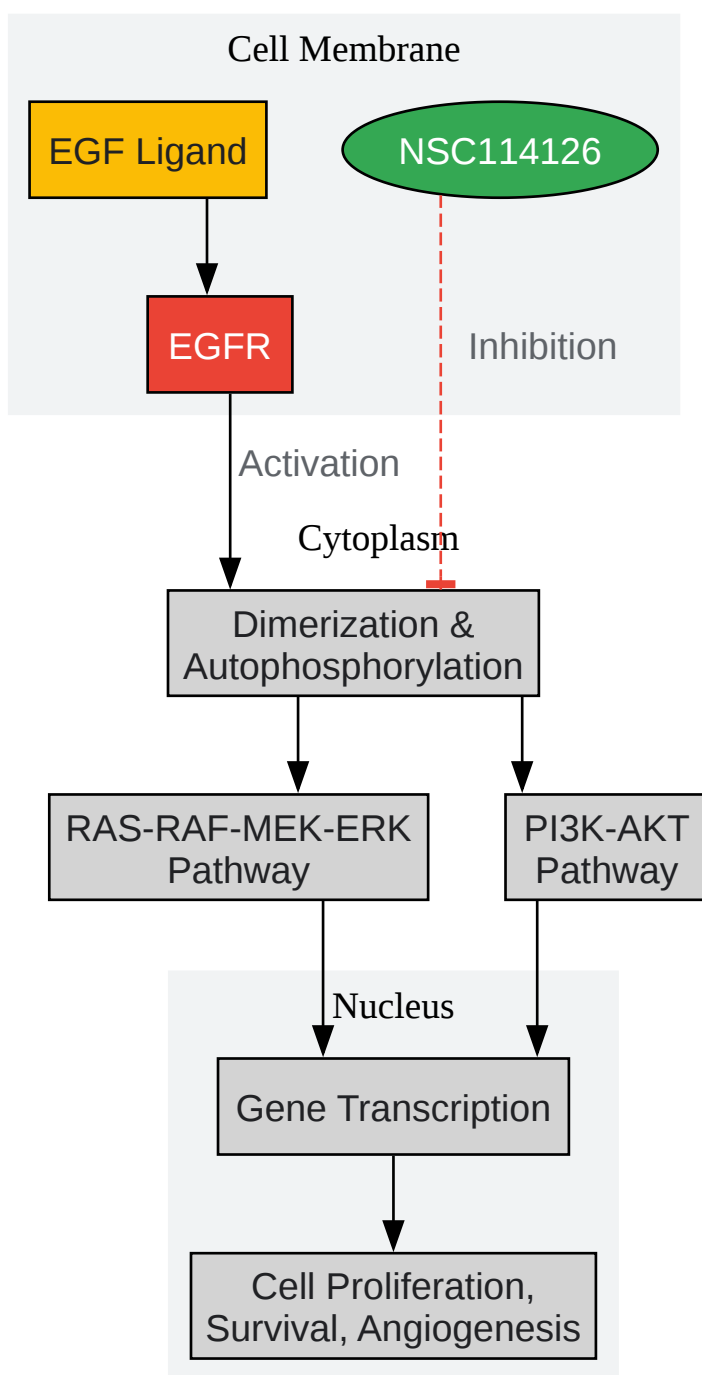 Cell Membrane
EGF Ligand
NSC114126
EGFR
Inhibition
Activation
Cytoplasm
Dimerization &
Autophosphorylation
RAS-RAF-MEK-ERK
Pathway
PI3K-AKT
Pathway
Nucleus
Gene Transcription
Cell Proliferation,
Survival, Angiogenesis